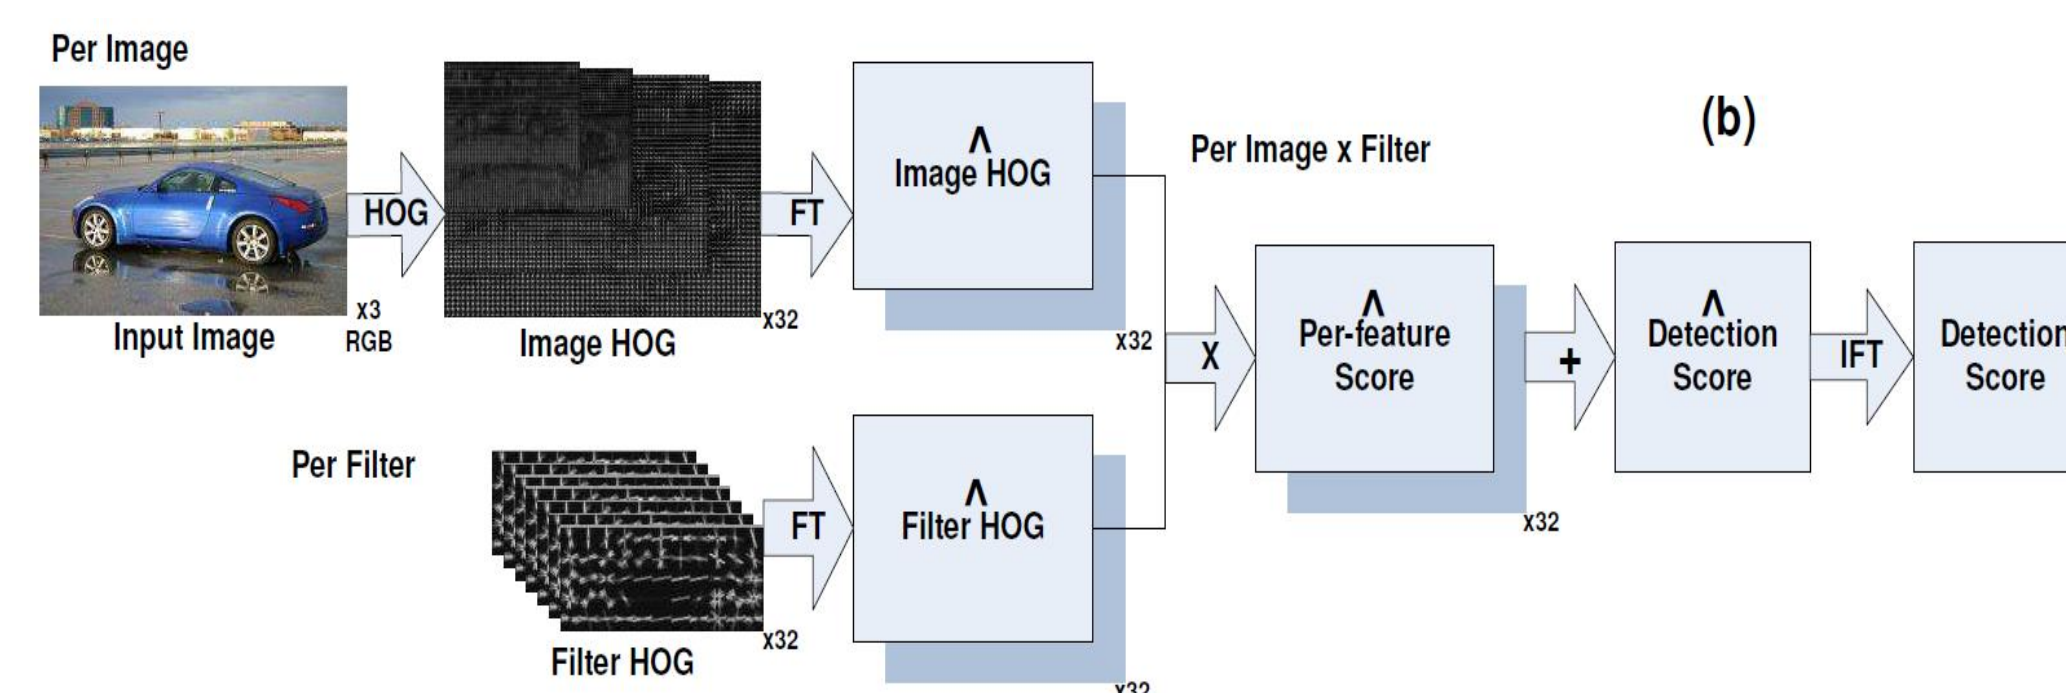 Per Image
(b)
Per Image x Filter
HOG
FT
^
Image HOG
x3
RGB
Input Image
Image HOG
x32
x32
X
^
Per-feature
Score
+
^
Detection
Score
IFT
Detection
Score
Per Filter
FT
^
Filter HOG
x32
x32
Filter HOG
x32